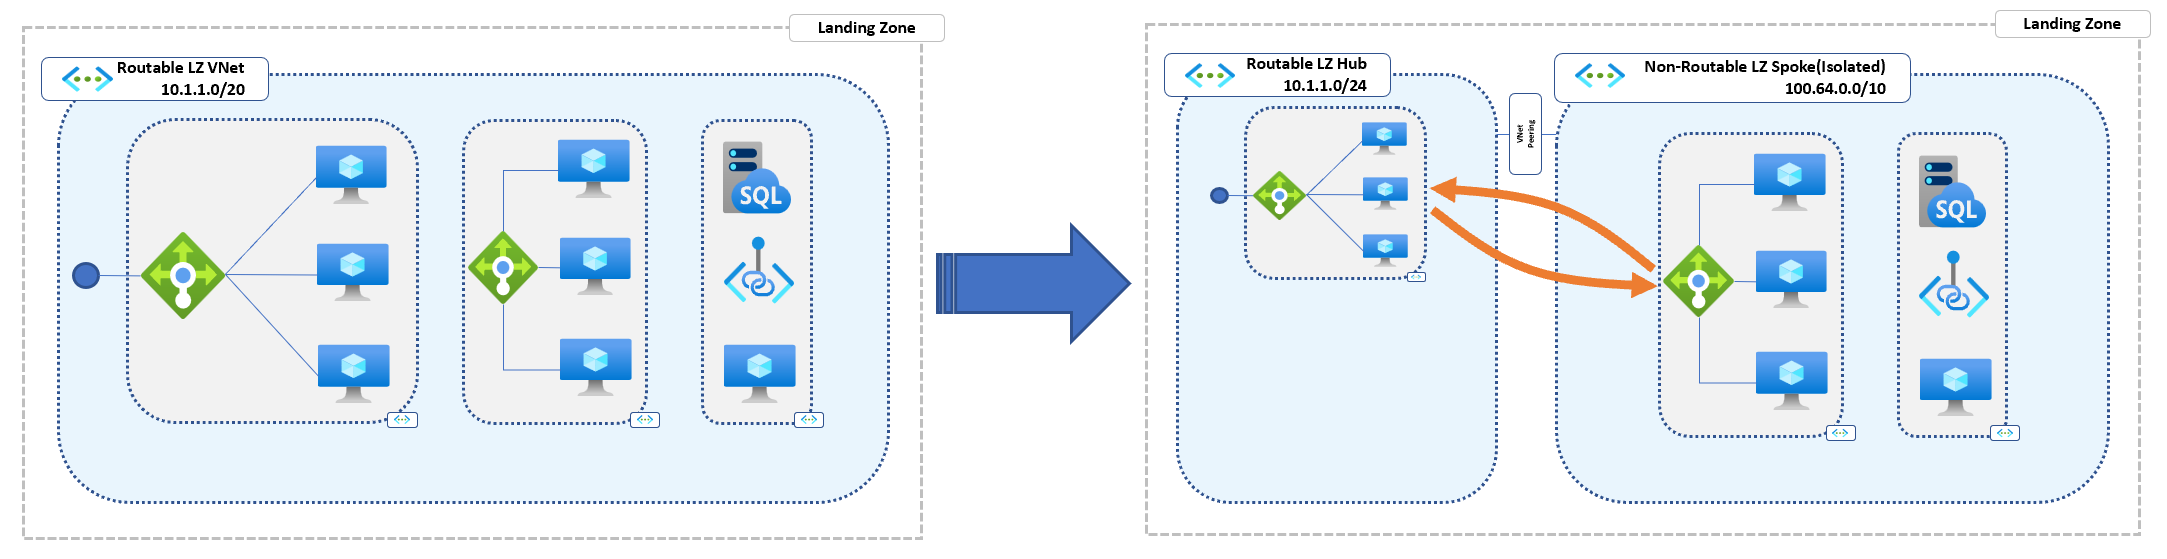 Landing Zone
Routable LZ VNet
10.1.1.0/20
SQL
Landing Zone
Routable LZ Hub
10.1.1.0/24
VNet
Peering
Non-Routable LZ Spoke(Isolated)
100.64.0.0/10
SQL